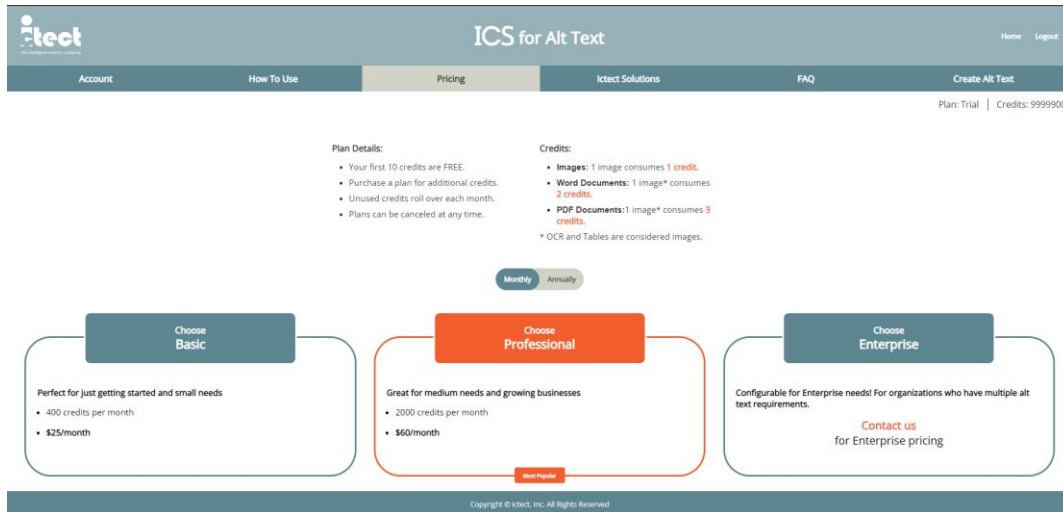 ictect
ICS for Alt Text
Home Logout
Account How To Use Pricing Ictect Solutions FAQ Create Alt Text
Plan: Trial | Credits: 9999900
Plan Details:
• Your first 10 credits are FREE.
• Purchase a plan for additional credits.
• Unused credits roll over each month.
• Plans can be canceled at any time.
Credits:
• Images: 1 image consumes 1 credit.
• Word Documents: 1 image* consumes
2 credits.
• PDF Documents:1 image* consumes 3
credits.
* OCR and Tables are considered images.
Monthly Annually
Choose
Basic
Perfect for just getting started and small needs
• 400 credits per month
• $25/month
Choose
Professional
Great for medium needs and growing businesses
• 2000 credits per month
• $60/month
Most Popular
Choose
Enterprise
Configurable for Enterprise needs! For organizations who have multiple alt
text requirements.
Contact us
for Enterprise pricing
Copyright © Ictect, Inc. All Rights Reserved